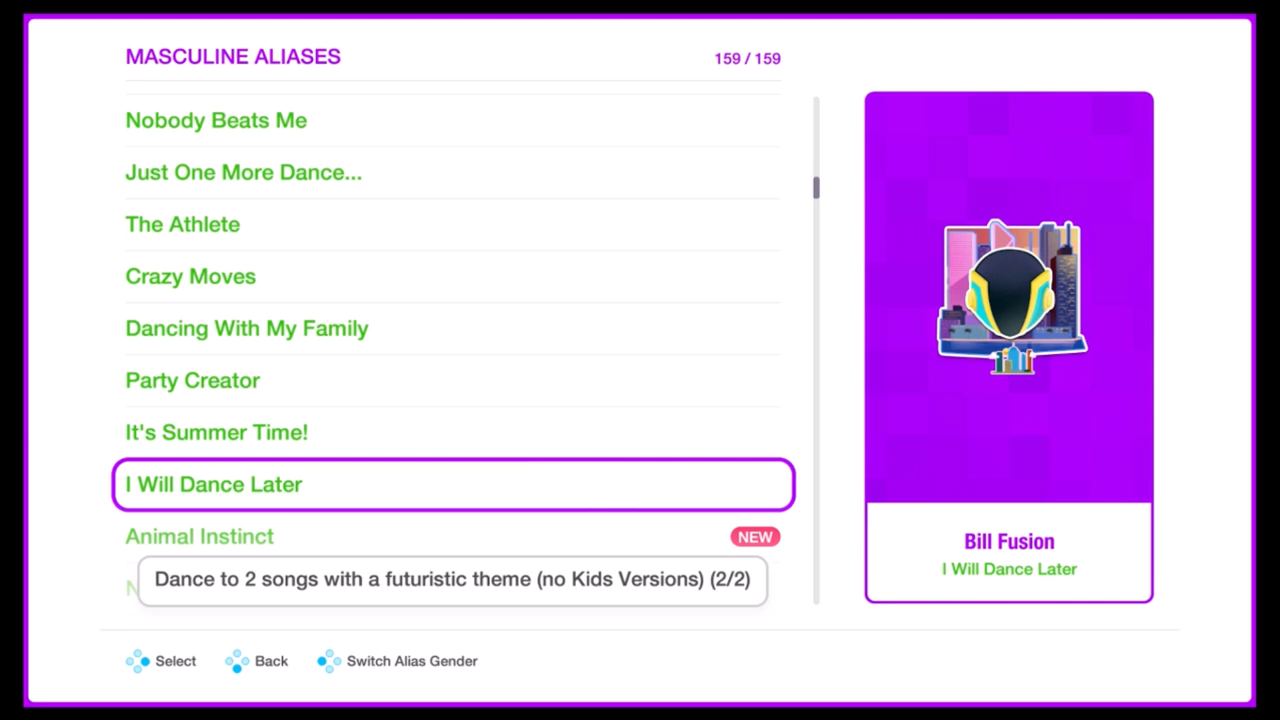 MASCULINE ALIASES
159 / 159
Nobody Beats Me
Just One More Dance...
The Athlete
Crazy Moves
Dancing With My Family
Party Creator
It's Summer Time!
I Will Dance Later
Animal Instinct
NEW
Dance to 2 songs with a futuristic theme (no Kids Versions) (2/2)
Bill Fusion
I Will Dance Later
Select
Back
Switch Alias Gender